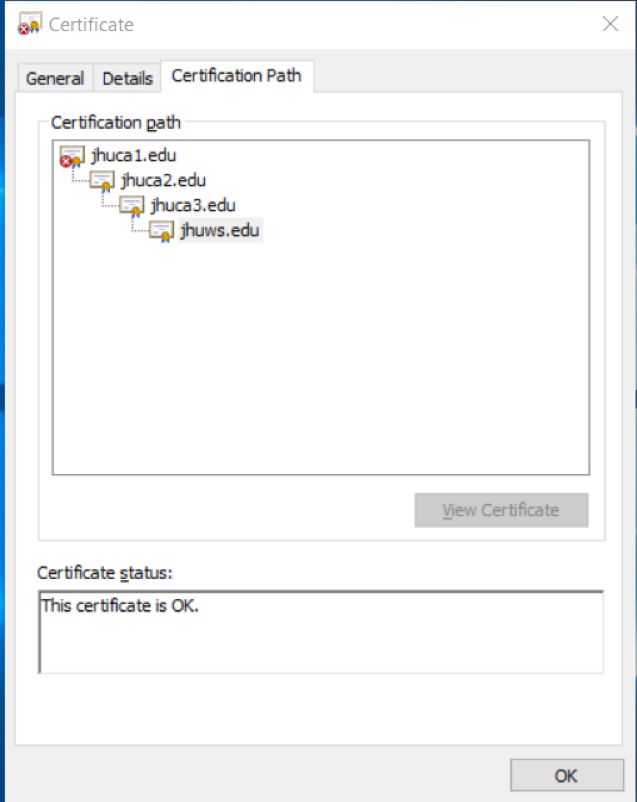 Certificate
General Details Certification Path
Certification path
jhuca1.edu
jhuca2.edu
jhuca3.edu
jhuws.edu
View Certificate
Certificate status:
This certificate is OK.
OK